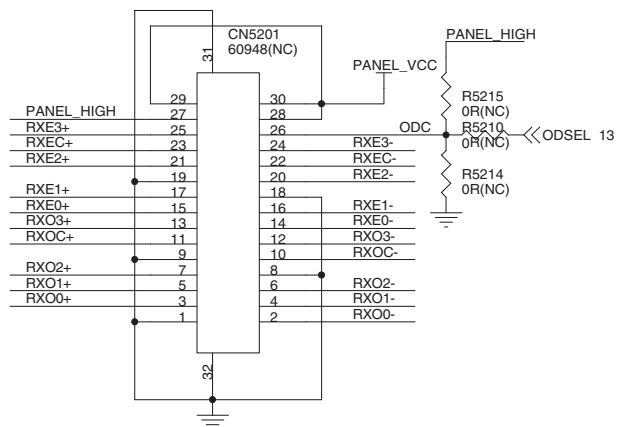 CN5201
60948(NC)
PANEL_HIGH
PANEL_VCC
31
R5215
0R(NC)
29 30
PANEL_HIGH 27 28
RXE3+ 25 26 ODC
R5210
0R(NC)
ODSEL 13
RXEC+ 23 24 RXE3-
RXE2+ 21 22 RXEC-
19 20 RXE2-
R5214
0R(NC)
RXE1+ 17 18
RXE0+ 15 16 RXE1-
RXO3+ 13 14 RXE0-
RXOC+ 11 12 RXO3-
9 10 RXOC-
RXO2+ 7 8
RXO1+ 5 6 RXO2-
RXO0+ 3 4 RXO1-
1 2 RXO0-
32